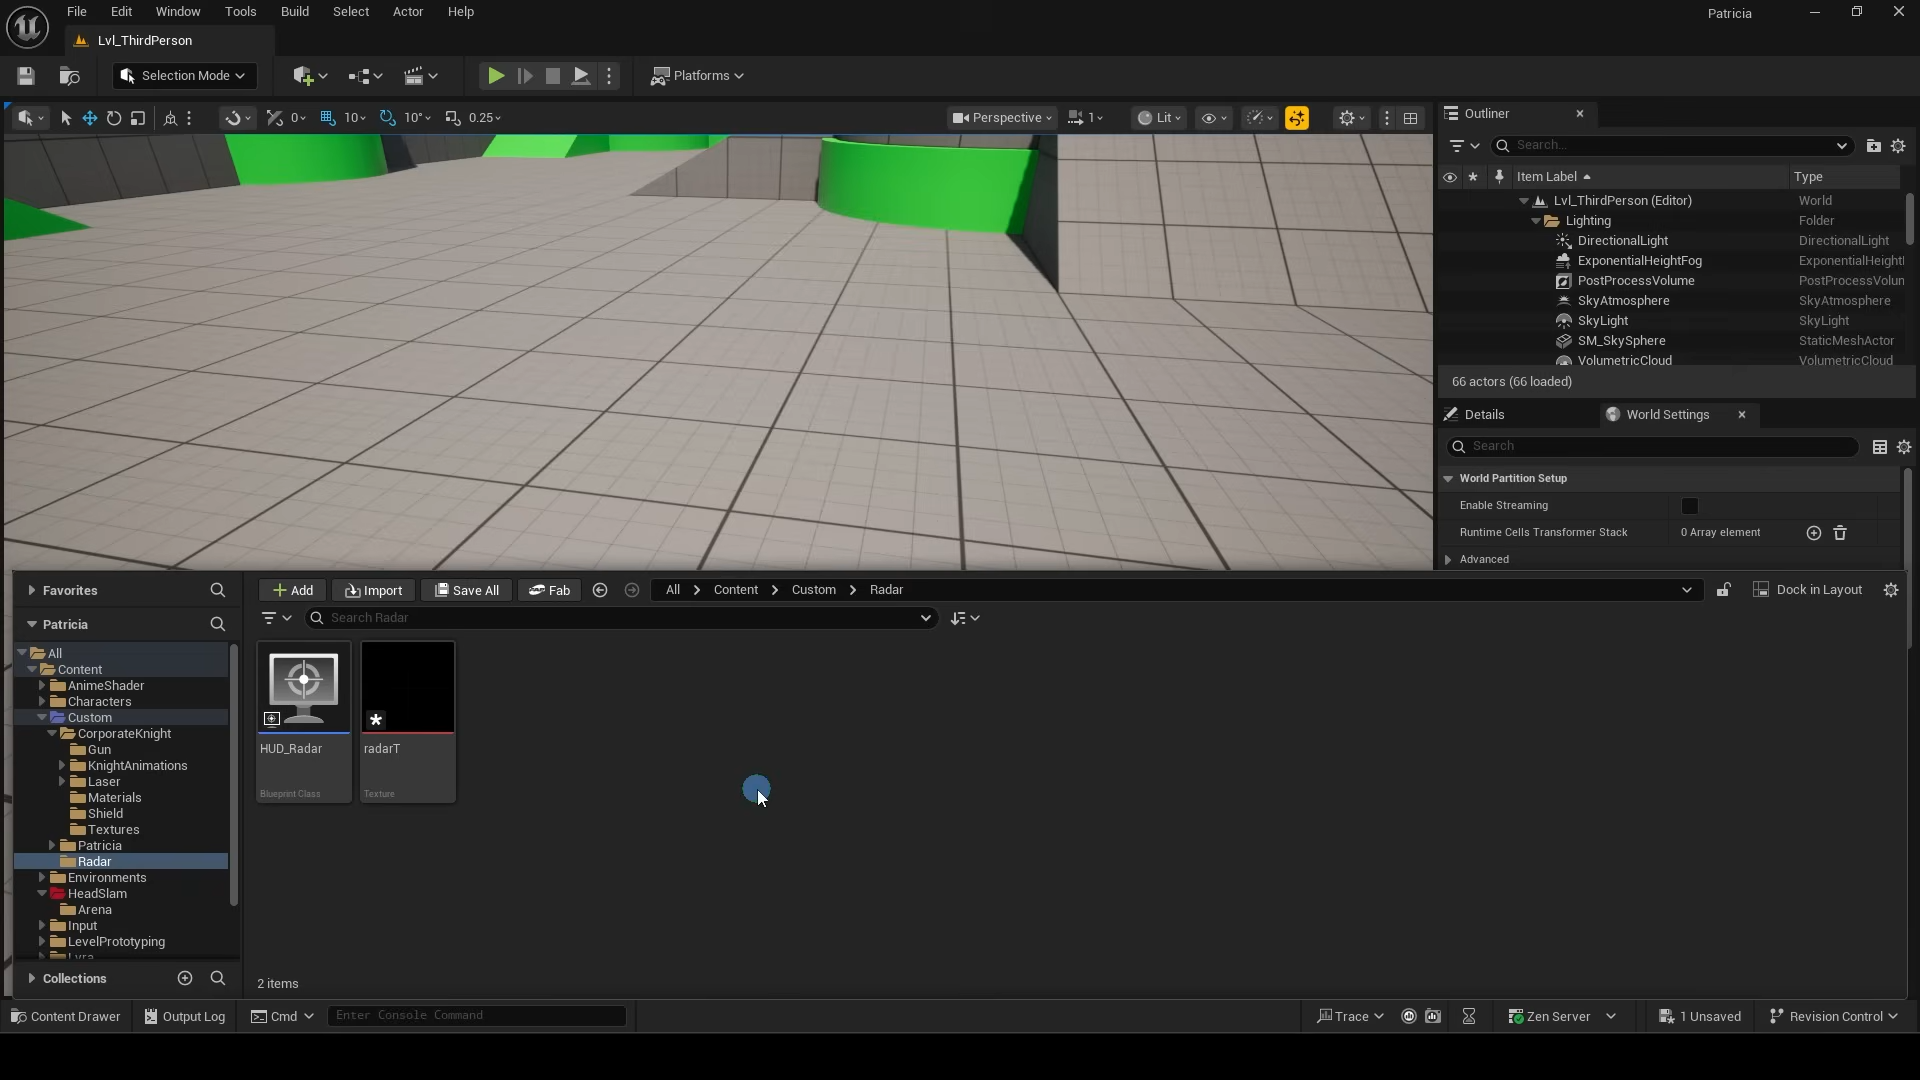 File Edit Window Tools Build Select Actor Help
Patricia
Lvl_ThirdPerson
Selection Mode
Platforms
0 10 10° 0.25
Perspective 1 Lit
Outliner
Search...
Item Label Type
Lvl_ThirdPerson (Editor) World
Lighting Folder
DirectionalLight DirectionalLight
ExponentialHeightFog ExponentialHeightI
PostProcessVolume PostProcessVolun
SkyAtmosphere SkyAtmosphere
SkyLight SkyLight
SM_SkySphere StaticMeshActor
VolumetricCloud VolumetricCloud
66 actors (66 loaded)
Details World Settings
Search
World Partition Setup
Enable Streaming
Runtime Cells Transformer Stack 0 Array element
Advanced
Favorites
Patricia
All
Content
AnimeShader
Characters
Custom
CorporateKnight
Gun
KnightAnimations
Laser
Materials
Shield
Textures
Patricia
Radar
Environments
HeadSlam
Arena
Input
LevelPrototyping
Lyra
Collections
Add Import Save All Fab All Content Custom Radar Dock in Layout
Search Radar
HUD_Radar
Blueprint Class
radarT
Texture
2 items
Content Drawer Output Log Cmd Enter Console Command Trace Zen Server 1 Unsaved Revision Control